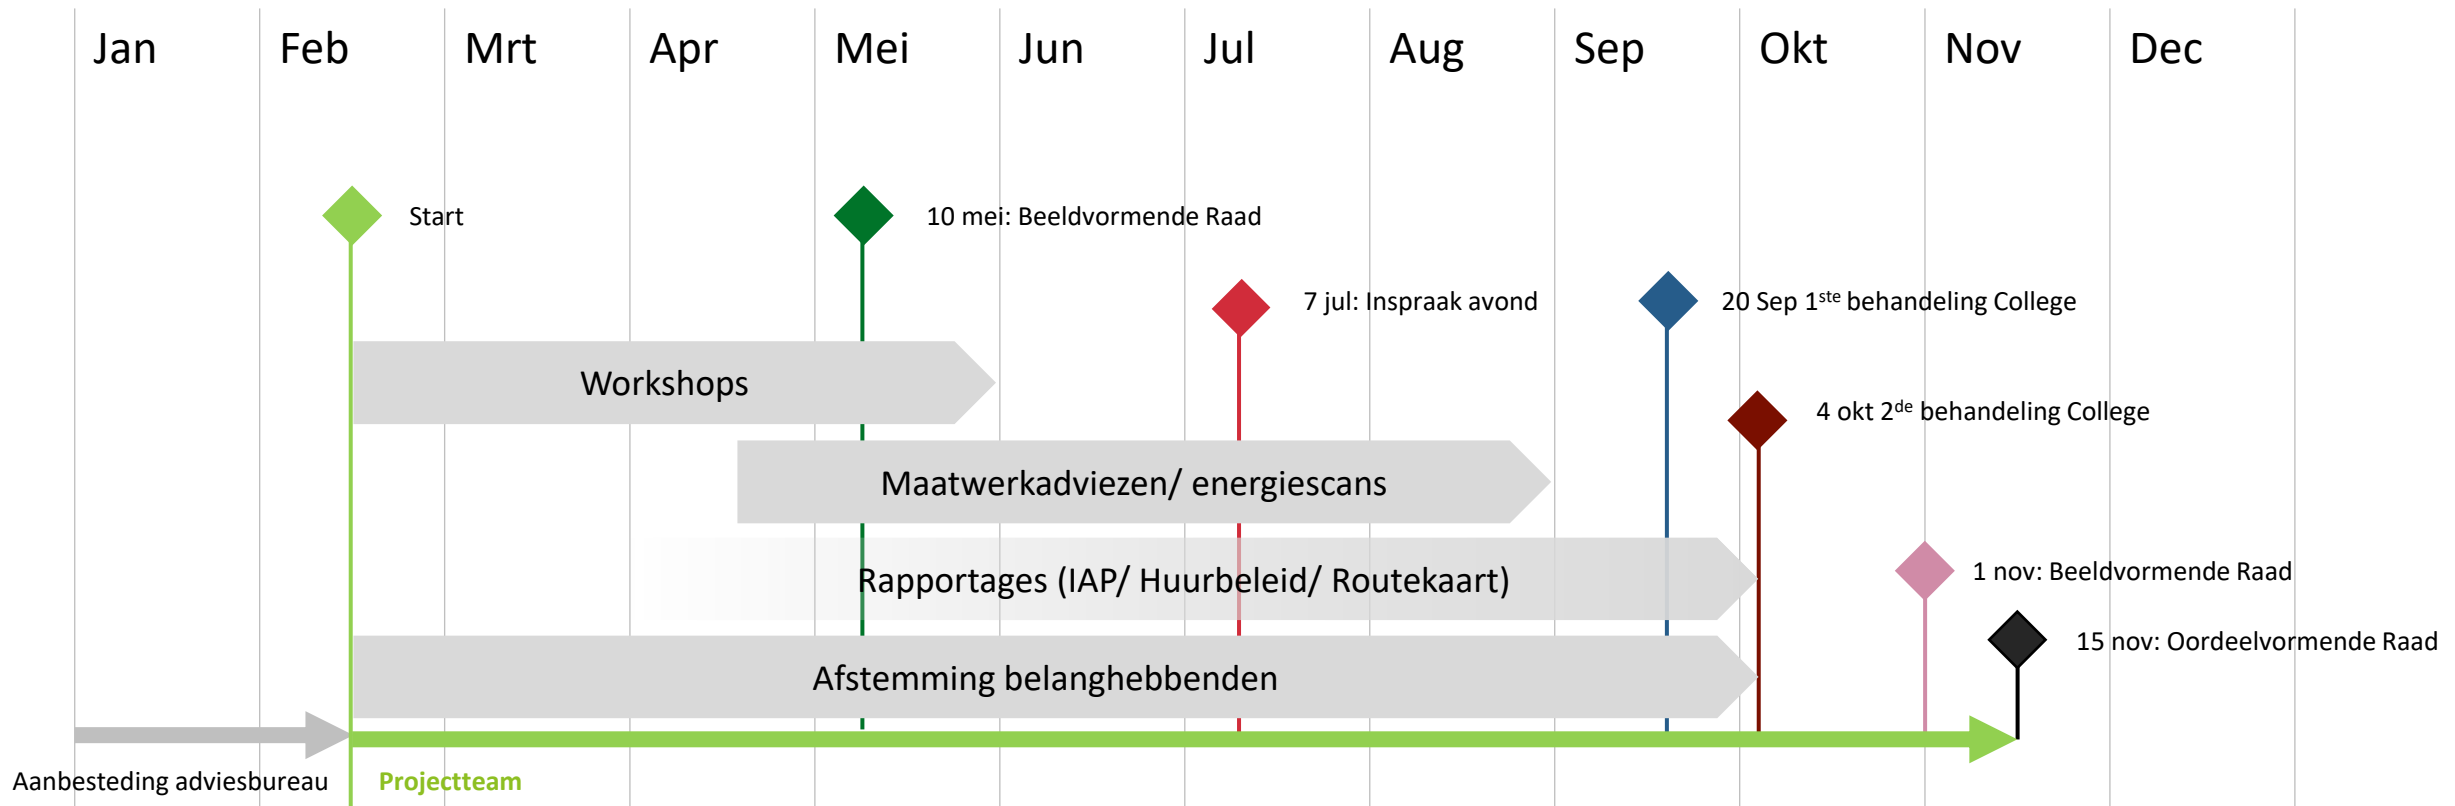 Jan Feb Mrt Apr Mei Jun Jul Aug Sep Okt Nov Dec
Start
10 mei: Beeldvormende Raad
7 jul: Inspraak avond
20 Sep 1ste behandeling College
Workshops
4 okt 2de behandeling College
Maatwerkadviezen/ energiescans
Rapportages (IAP/ Huurbeleid/ Routekaart)
1 nov: Beeldvormende Raad
15 nov: Oordeelvormende Raad
Afstemming belanghebbenden
Aanbesteding adviesbureau
Projectteam